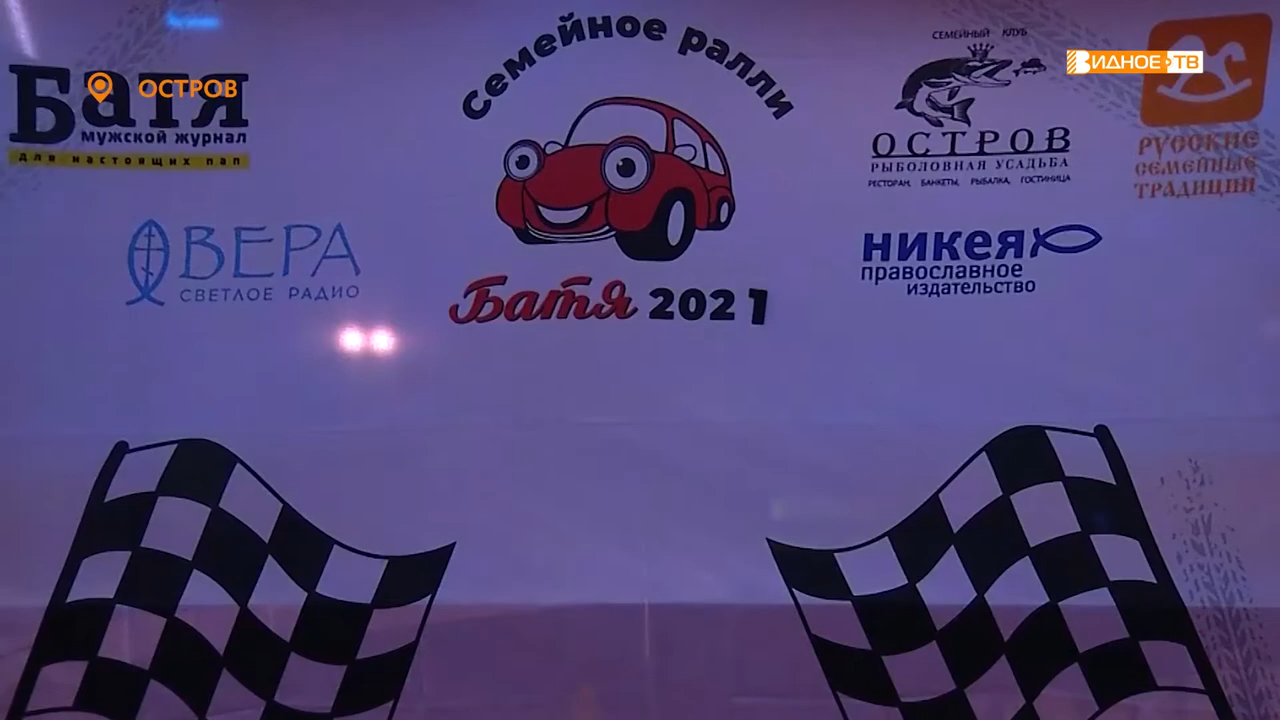 Семейное ралли
Батя 2021
Батя
мужской журнал
для настоящих пап
ОСТРОВ
ВЕРА
СВЕТЛОЕ РАДИО
СЕМЕЙНЫЙ КЛУБ
ОСТРОВ
РЫБОЛОВНАЯ УСАДЬБА
РЕСТОРАН, БАНКЕТЫ, РЫБАЛКА, ГОСТИНИЦА
никея
православное
издательство
ВИДНОЕ ТВ
РУССКИЕ
СЕМЕЙНЫЕ
ТРАДИЦИИ